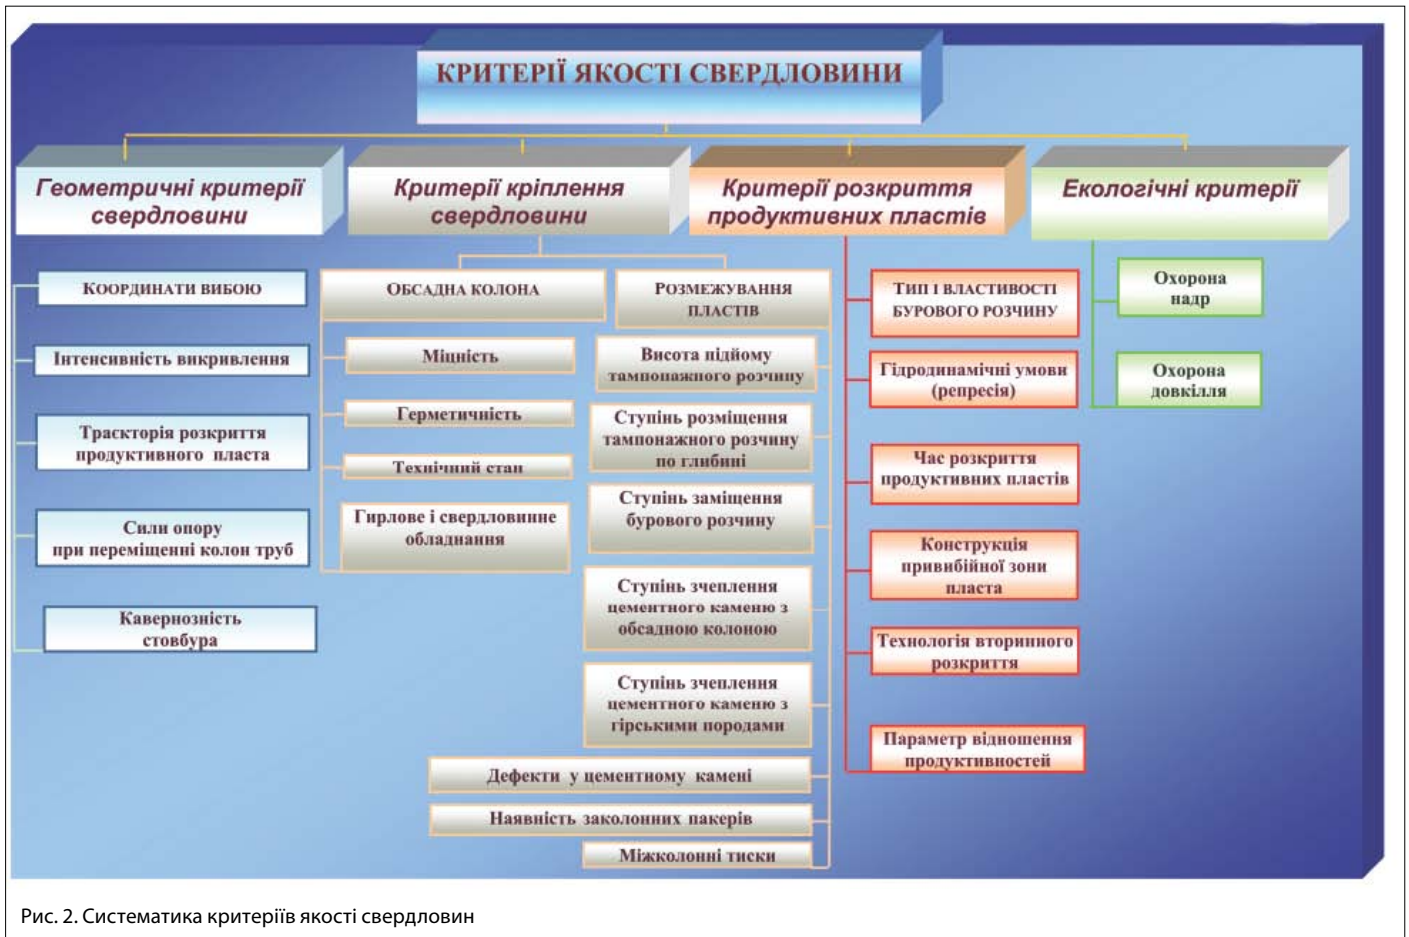 КРИТЕРІЇ ЯКОСТІ СВЕРДЛОВИНИ
Геометричні критерії
свердловини
Критерії кріплення
свердловини
Критерії розкриття
продуктивних пластів
Екологічні критерії
КООРДИНАТИ ВИБОЮ
Інтенсивність викривлення
Траєкторія розкриття
продуктивного пласта
Сили опору
при переміщенні колон труб
Кавернозність
стовбура
ОБСАДНА КОЛОНА
Міцність
Герметичність
Технічний стан
Гирлове і свердловинне
обладнання
РОЗМЕЖУВАННЯ
ПЛАСТІВ
Висота підйому
тампонажного розчину
Ступінь розміщення
тампонажного розчину
по глибині
Ступінь заміщення
бурового розчину
Ступінь зчеплення
цементного каменю з
обсадною колоною
Ступінь зчеплення
цементного каменю з
гірськими породами
Дефекти у цементному камені
Наявність заколонних пакерів
Міжколонні тиски
ТИП І ВЛАСТИВОСТІ
БУРОВОГО РОЗЧИНУ
Гідродинамічні умови
(репресія)
Час розкриття
продуктивних пластів
Конструкція
привибійної зони
пласта
Технологія вторинного
розкриття
Параметр відношення
продуктивностей
Охорона
надр
Охорона
довкілля
Рис. 2. Систематика критеріїв якості свердловин